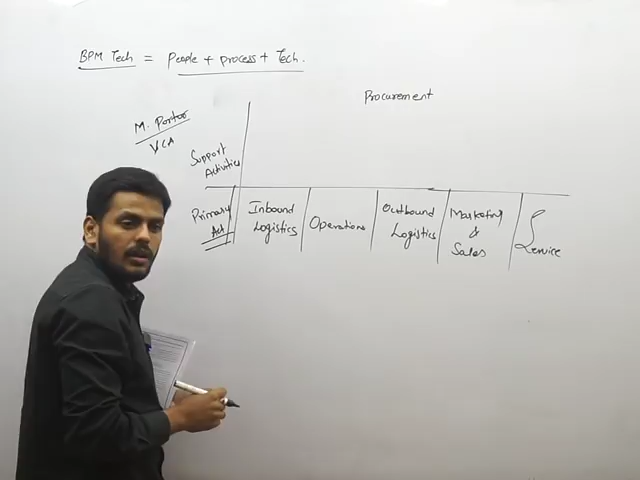 BPM Tech = People + process + Tech.
Procurement
M. Porter
VCA
Support
Activities
Primary
Act
Inbound
Logistics
Operations
Outbound
Logistics
Marketing
&
Sales
Service